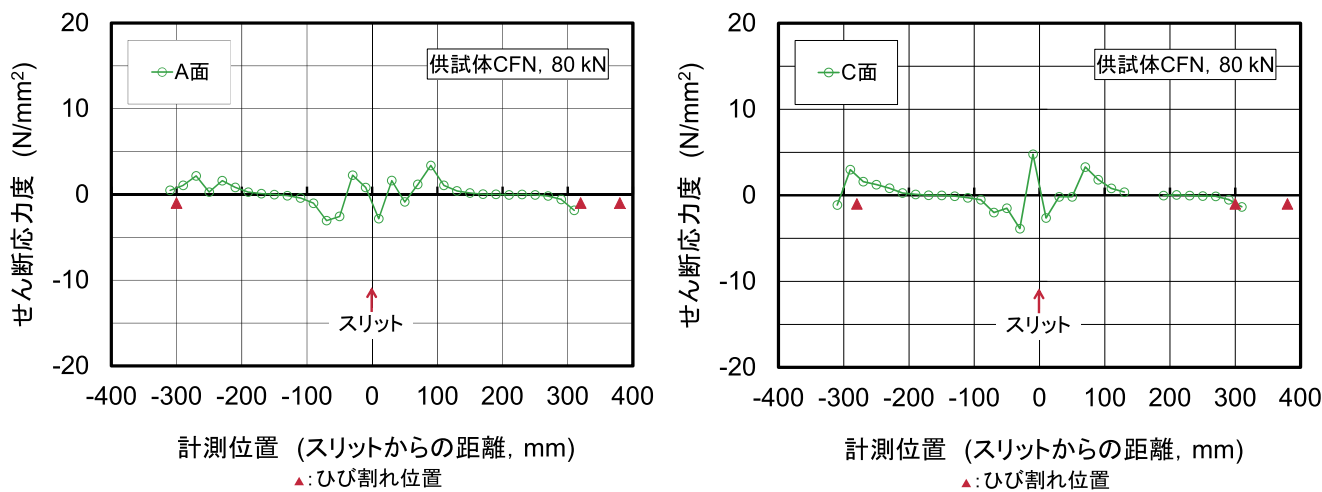 20
10
0
-10
-20
せん断応力度 (N/mm²)
A面
供試体CFN, 80 kN
スリット
-400 -300 -200 -100 0 100 200 300 400
計測位置 (スリットからの距離, mm)
▲: ひび割れ位置
20
10
0
-10
-20
せん断応力度 (N/mm²)
C面
供試体CFN, 80 kN
スリット
-400 -300 -200 -100 0 100 200 300 400
計測位置 (スリットからの距離, mm)
▲: ひび割れ位置